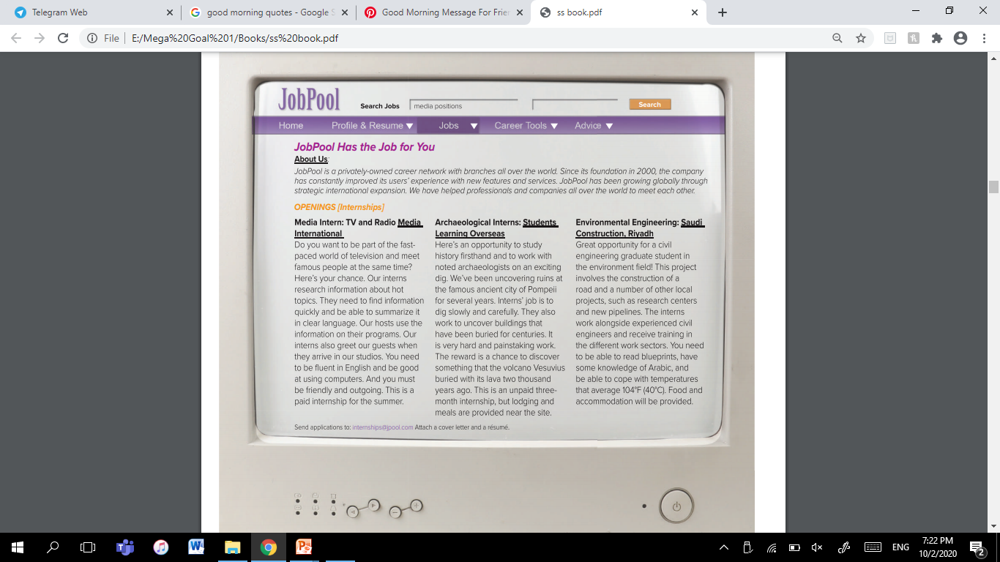 Telegram Web
good morning quotes - Google S
Good Morning Message For Frien
ss book.pdf
File
E:/Mega%20Goal%201/Books/ss%20book.pdf
JobPool
Search Jobs
media positions
Search
Home Profile & Resume Jobs Career Tools Advice
JobPool Has the Job for You
About Us:
JobPool is a privately-owned career network with branches all over the world. Since its foundation in 2000, the company
has constantly improved its users' experience with new features and services. JobPool has been growing globally through
strategic international expansion. We have helped professionals and companies all over the world to meet each other.
OPENINGS [Internships]
Media Intern: TV and Radio Media
International
Do you want to be part of the fast-
paced world of television and meet
famous people at the same time?
Here's your chance. Our interns
research information about hot
topics. They need to find information
quickly and be able to summarize it
in clear language. Our hosts use the
information on their programs. Our
interns also greet our guests when
they arrive in our studios. You need
to be fluent in English and be good
at using computers. And you must
be friendly and outgoing. This is a
paid internship for the summer.
Archaeological Interns: Students
Learning Overseas
Here's an opportunity to study
history firsthand and to work with
noted archaeologists on an exciting
dig. We've been uncovering ruins at
the famous ancient city of Pompeii
for several years. Interns' job is to
dig slowly and carefully. They also
work to uncover buildings that
have been buried for centuries. It
is very hard and painstaking work.
The reward is a chance to discover
something that the volcano Vesuvius
buried with its lava two thousand
years ago. This is an unpaid three-
month internship, but lodging and
meals are provided near the site.
Environmental Engineering: Saudi
Construction, Riyadh
Great opportunity for a civil
engineering graduate student in
the environment field! This project
involves the construction of a
road and a number of other local
projects, such as research centers
and new pipelines. The interns
work alongside experienced civil
engineers and receive training in
the different work sectors. You need
to be able to read blueprints, have
some knowledge of Arabic, and
be able to cope with temperatures
that average 104°F (40°C). Food and
accommodation will be provided.
Send applications to: internships@jpool.com Attach a cover letter and a résumé.
ENG
7:22 PM
10/2/2020
2